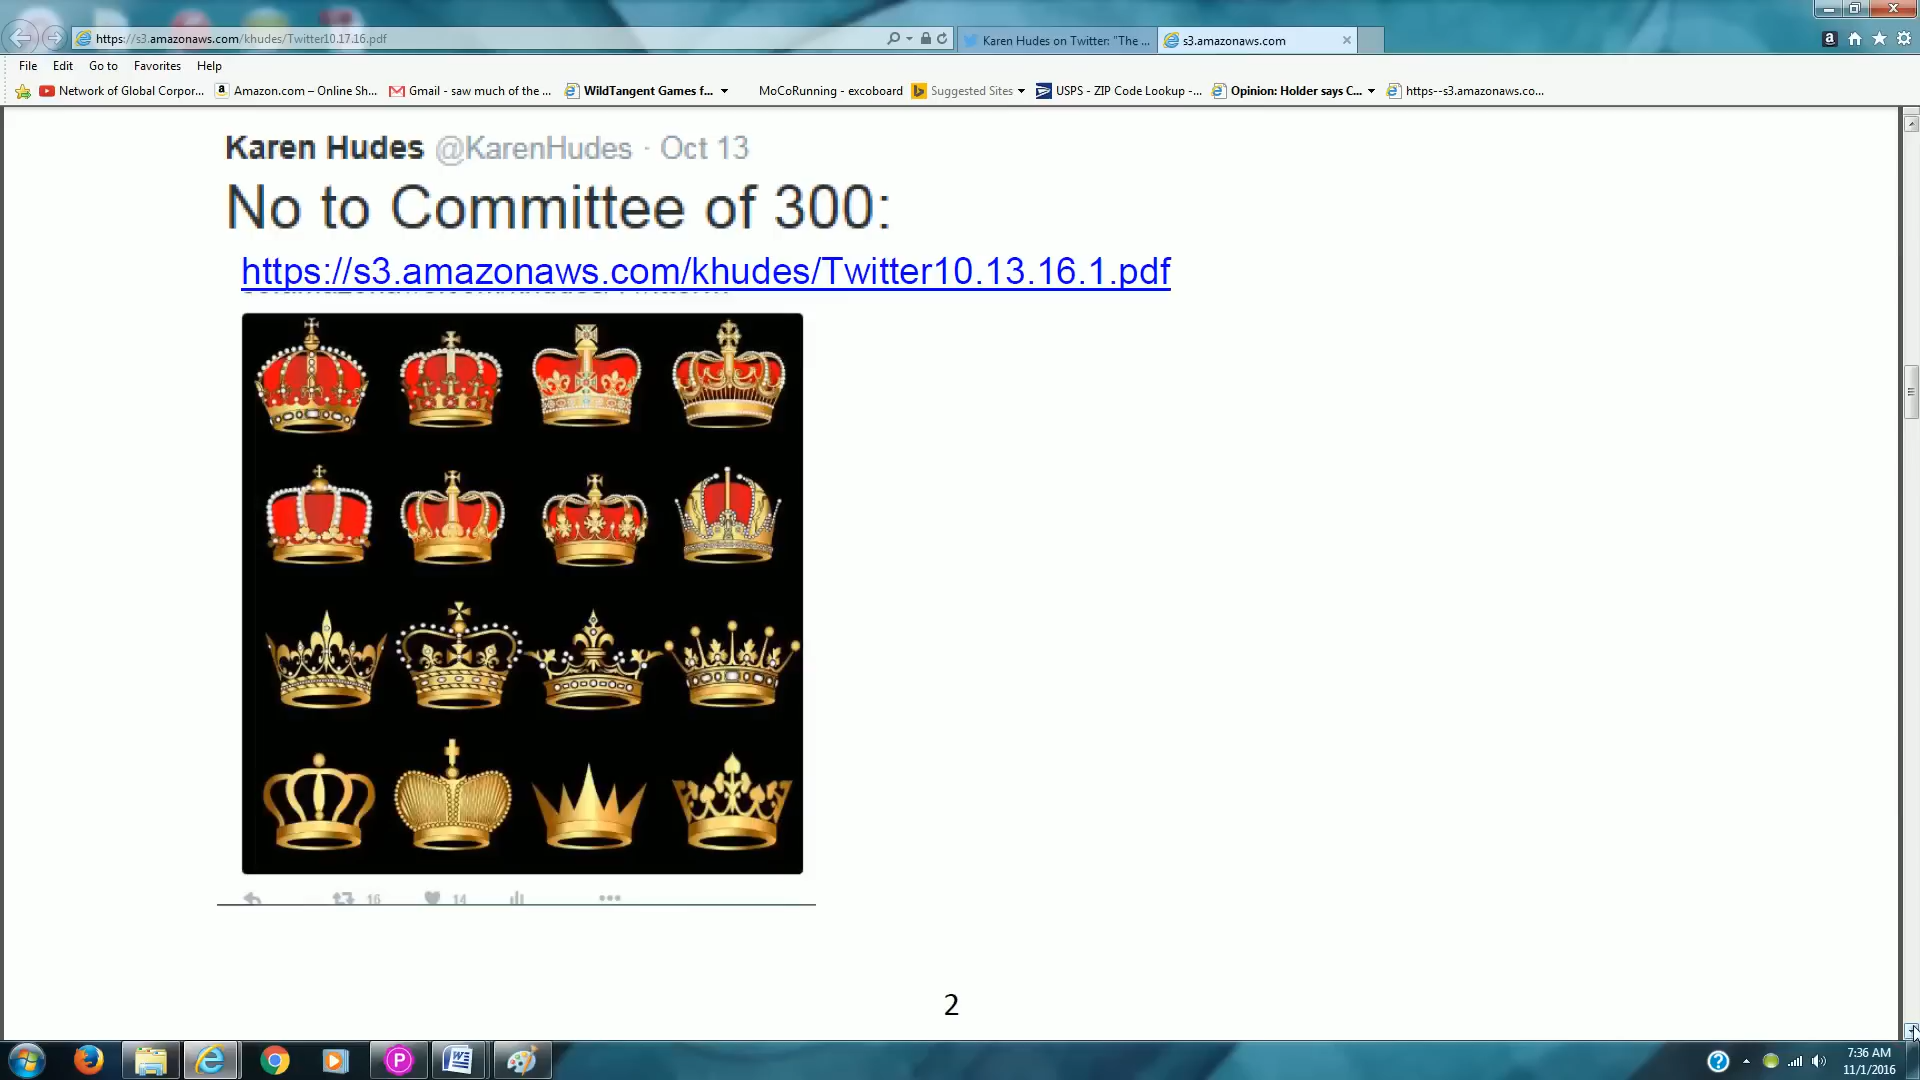 https://s3.amazonaws.com/khudes/Twitter10.17.16.pdf
Karen Hudes on Twitter: "The ...
s3.amazonaws.com
File Edit Go to Favorites Help
Network of Global Corpor...
Amazon.com – Online Sh...
Gmail - saw much of the ...
WildTangent Games f...
MoCoRunning - excoboard
Suggested Sites
USPS - ZIP Code Lookup -...
Opinion: Holder says C...
https--s3.amazonaws.co...
Karen Hudes @KarenHudes · Oct 13
No to Committee of 300:
https://s3.amazonaws.com/khudes/Twitter10.13.16.1.pdf
16 14
2
7:36 AM
11/1/2016